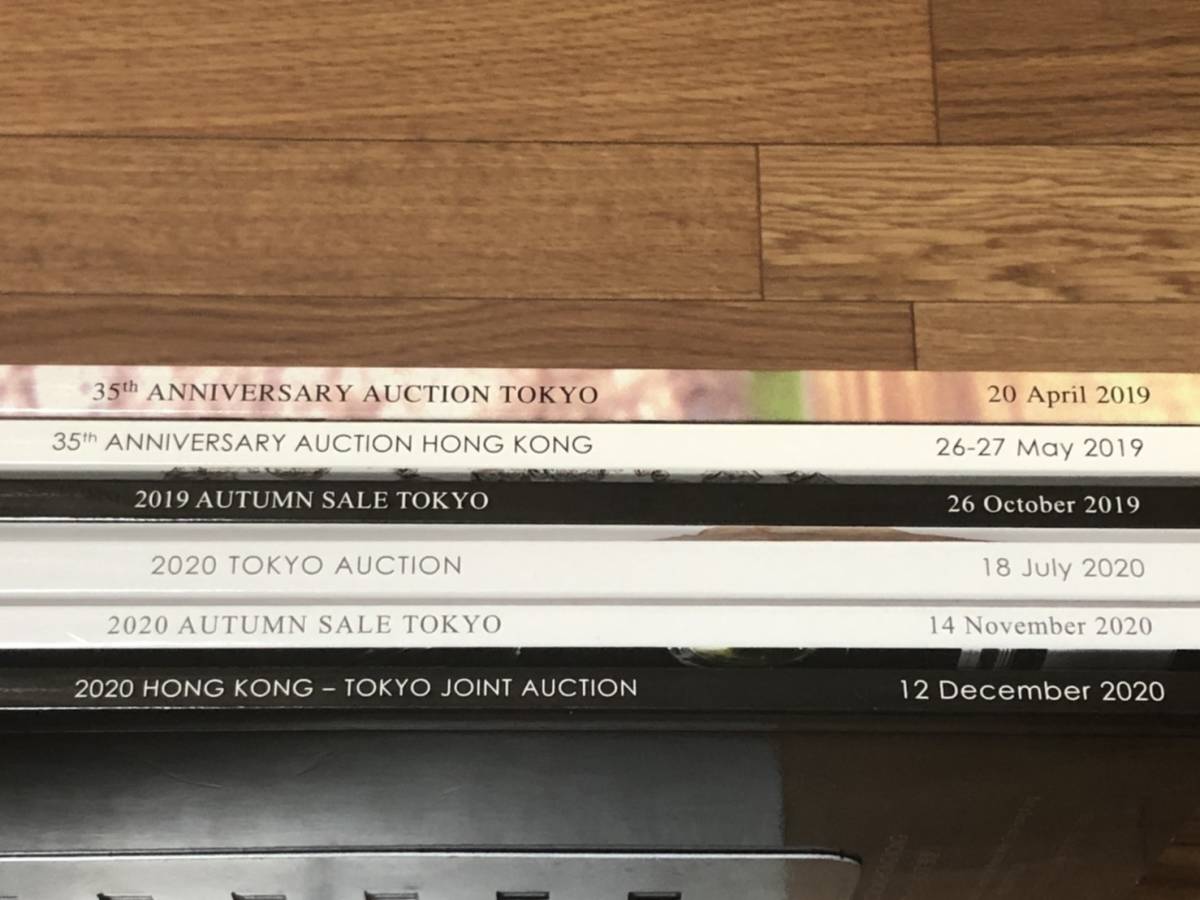 35th ANNIVERSARY AUCTION TOKYO 20 April 2019
35th ANNIVERSARY AUCTION HONG KONG 26-27 May 2019
2019 AUTUMN SALE TOKYO 26 October 2019
2020 TOKYO AUCTION 18 July 2020
2020 AUTUMN SALE TOKYO 14 November 2020
2020 HONG KONG – TOKYO JOINT AUCTION 12 December 2020